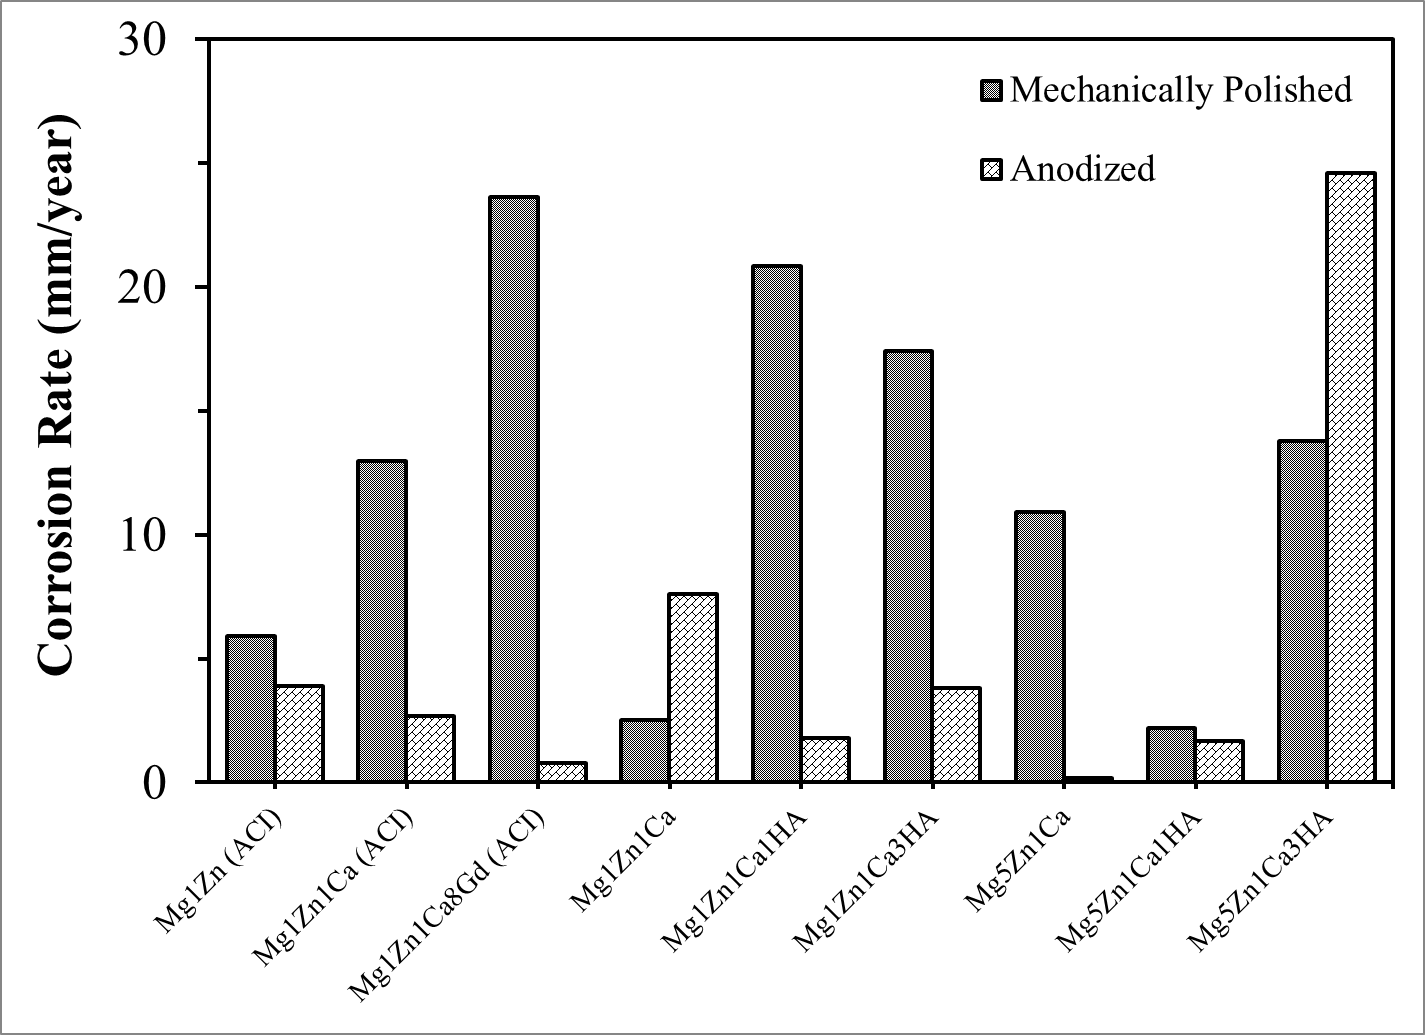 30
20
10
0
Corrosion Rate (mm/year)
Mechanically Polished
Anodized
Mg1Zn (ACI)
Mg1Zn1Ca (ACI)
Mg1Zn1Ca8Gd (ACI)
Mg1Zn1Ca
Mg1Zn1Ca1HA
Mg1Zn1Ca3HA
Mg5Zn1Ca
Mg5Zn1Ca1HA
Mg5Zn1Ca3HA